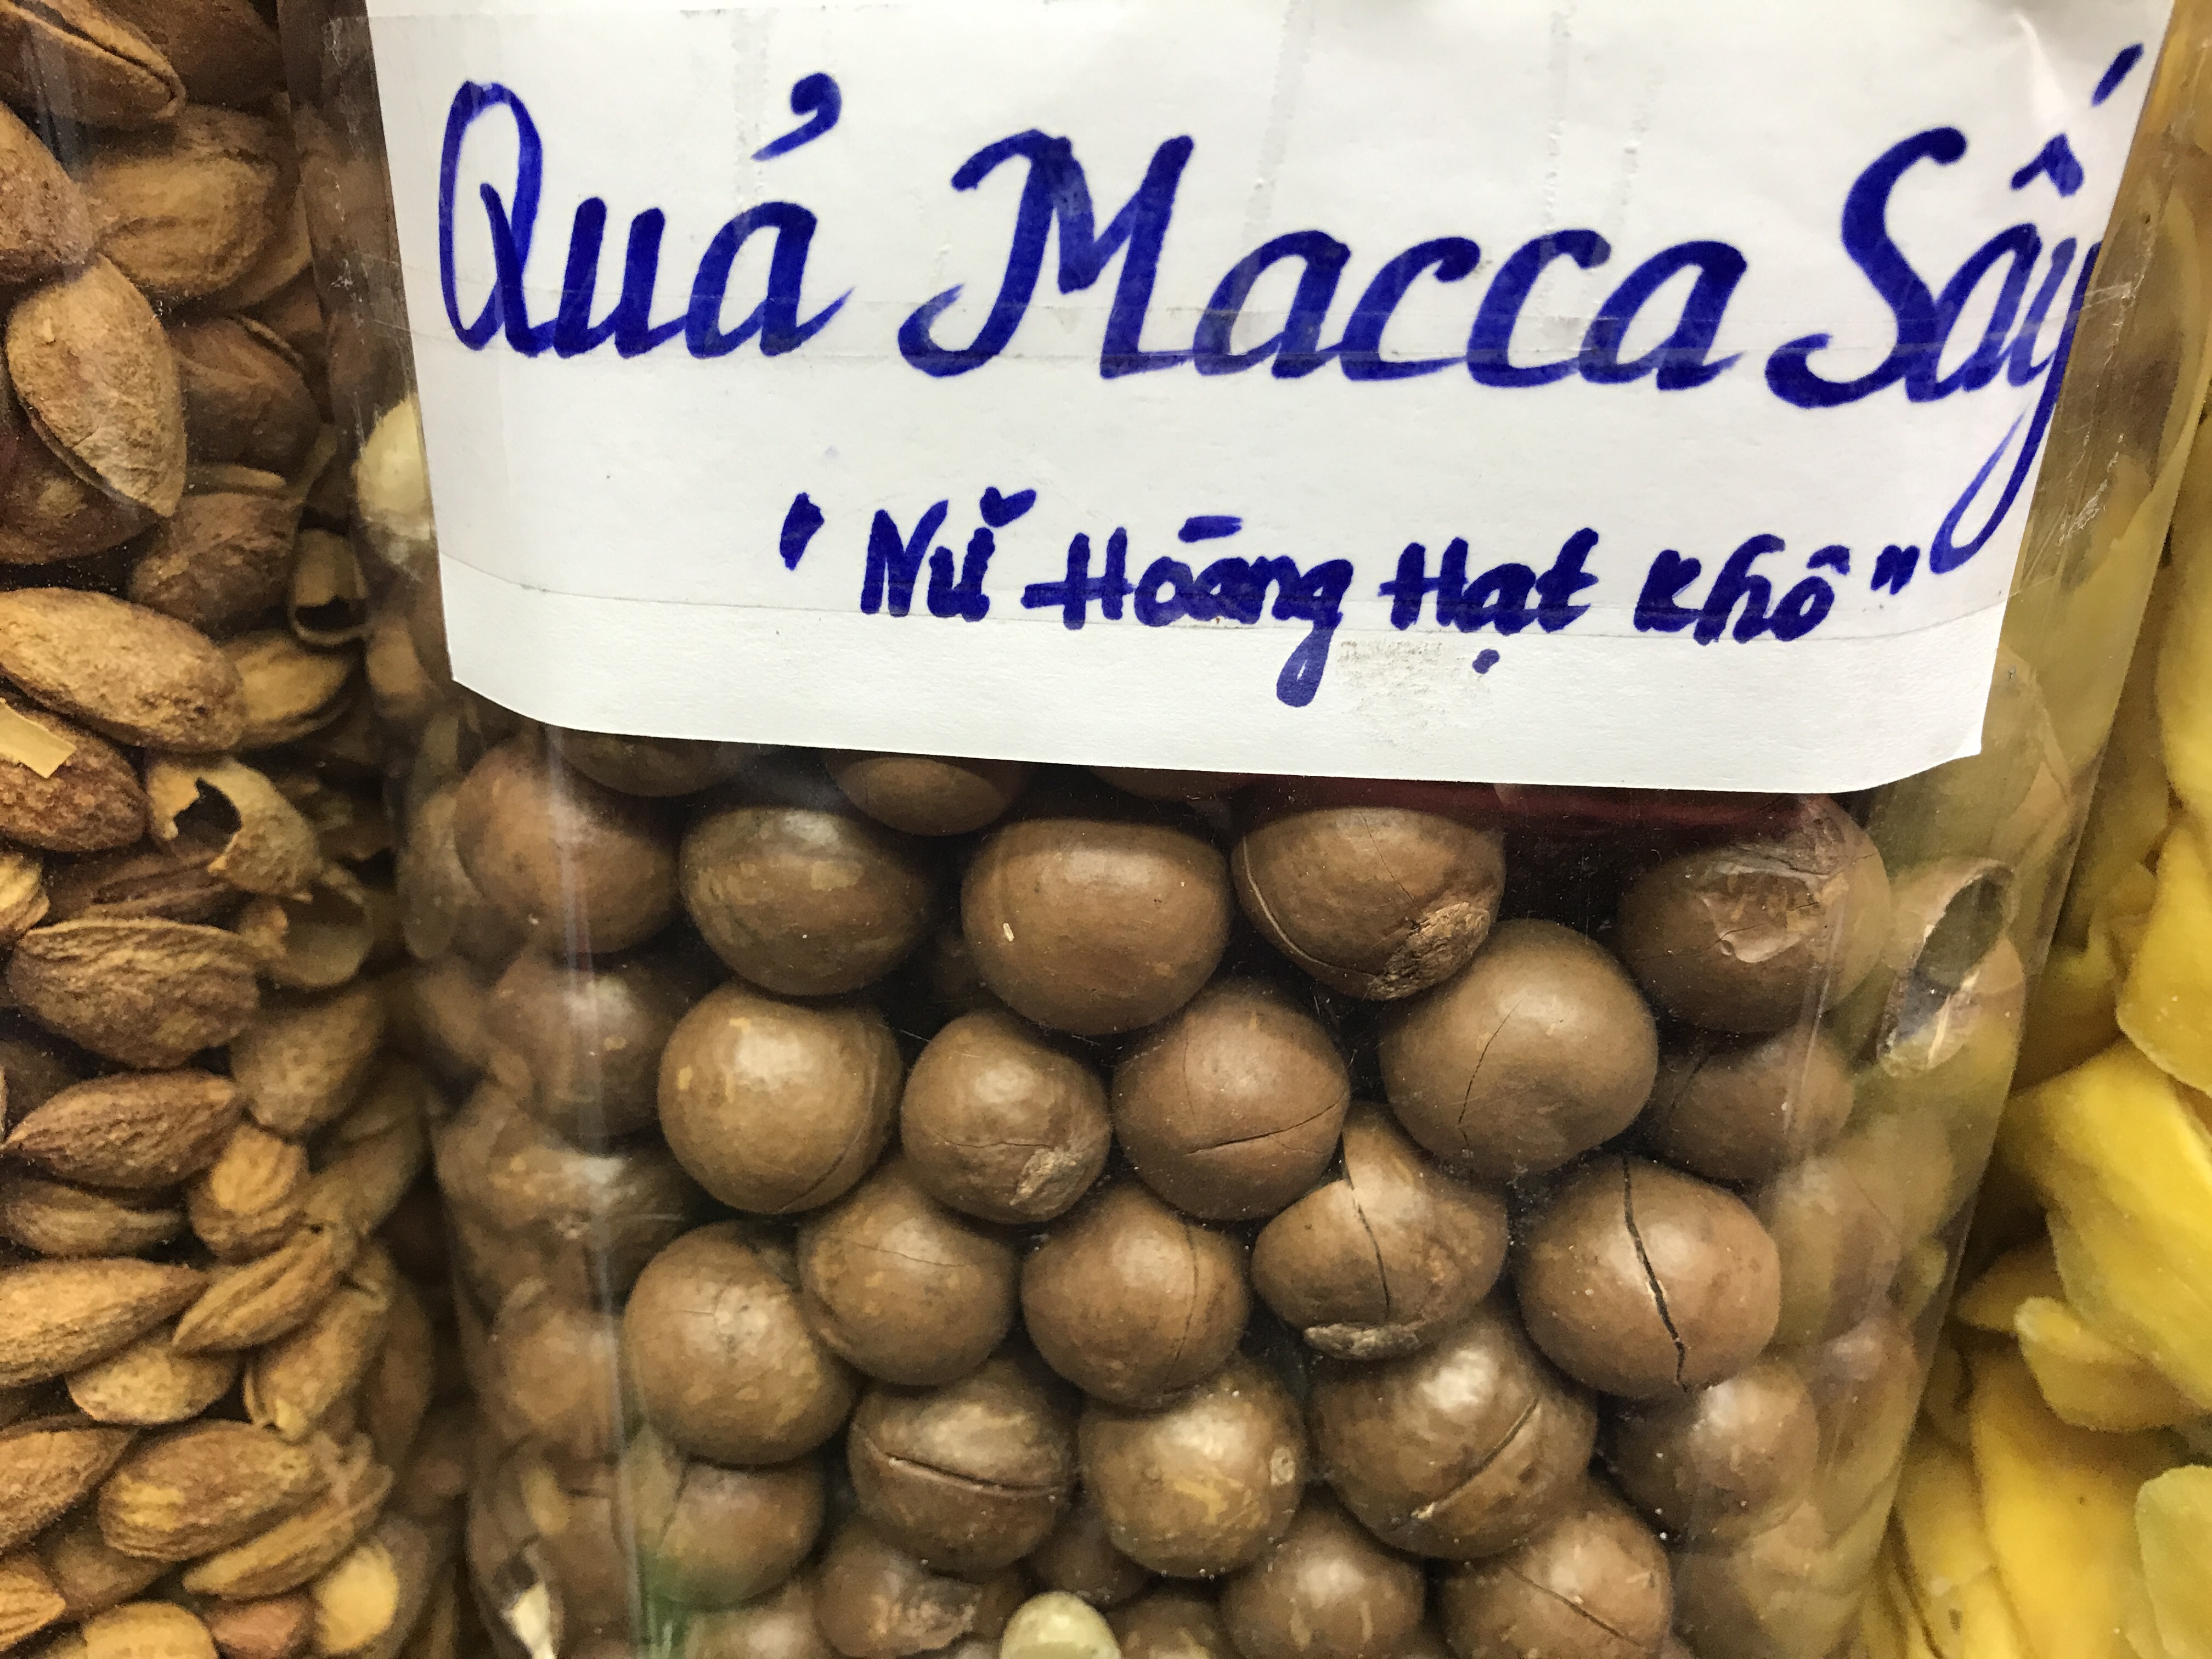 Quả Macca Sấy
"Nữ Hoàng Hạt Khô"